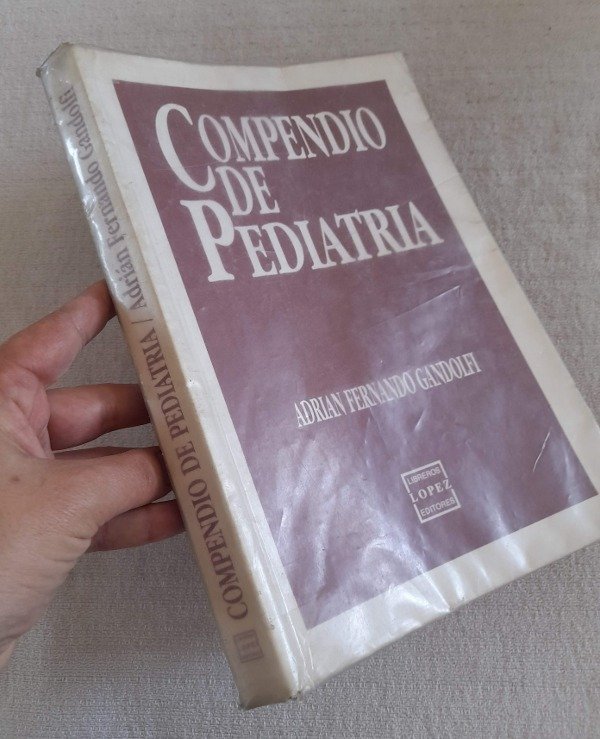 COMPENDIO
DE
PEDIATRIA
ADRIAN FERNANDO GANDOLFI
LIBREROS
LOPEZ
EDITORES
COMPENDIO DE PEDIATRIA / Adrián Fernando Gandolfi